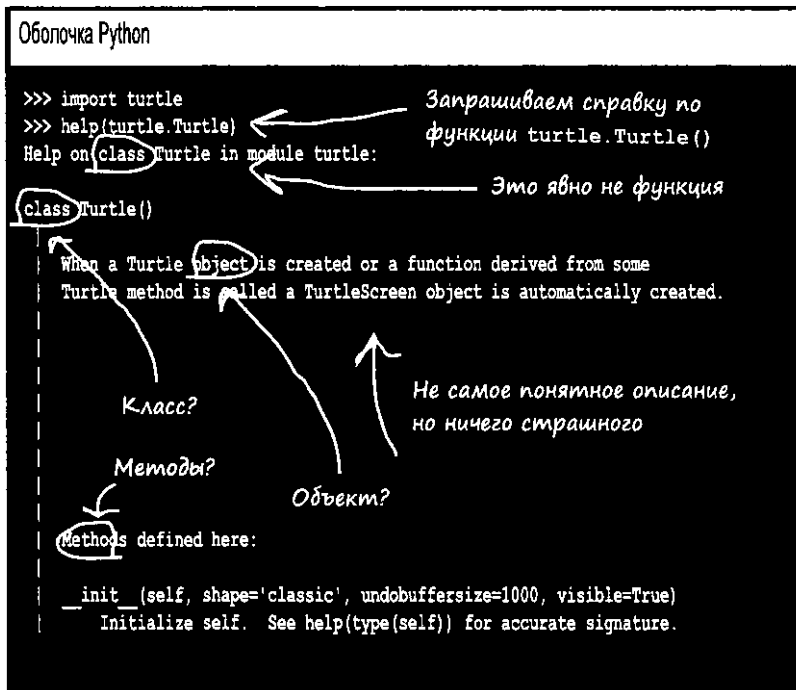 Оболочка Python
>>> import turtle
>>> help(turtle.Turtle)
Help on class Turtle in module turtle:
Запрашиваем справку по
функции turtle.Turtle()
Это явно не функция
class Turtle()
When a Turtle object is created or a function derived from some
Turtle method is called a TurtleScreen object is automatically created.
Класс?
Не самое понятное описание,
но ничего страшного
Методы?
Объект?
Methods defined here:
__init__(self, shape='classic', undobuffersize=1000, visible=True)
Initialize self. See help(type(self)) for accurate signature.